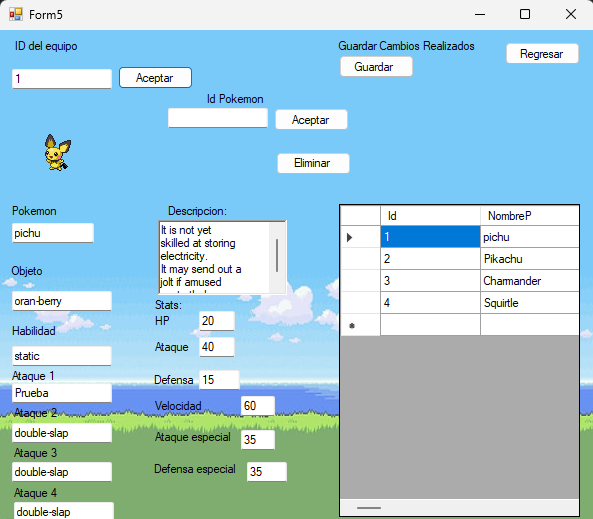 Form5
ID del equipo
Guardar Cambios Realizados
Regresar
Guardar
1
Aceptar
Id Pokemon
Aceptar
Eliminar
Pokemon
pichu
Descripcion:
It is not yet
skilled at storing
electricity.
It may send out a
jolt if amused
Objeto
oran-berry
Habilidad
static
Ataque 1
Prueba
Ataque 2
double-slap
Ataque 3
double-slap
Ataque 4
double-slap
Stats:
HP 20
Ataque 40
Defensa 15
Velocidad 60
Ataque especial 35
Defensa especial 35
Id NombreP
1 pichu
2 Pikachu
3 Charmander
4 Squirtle